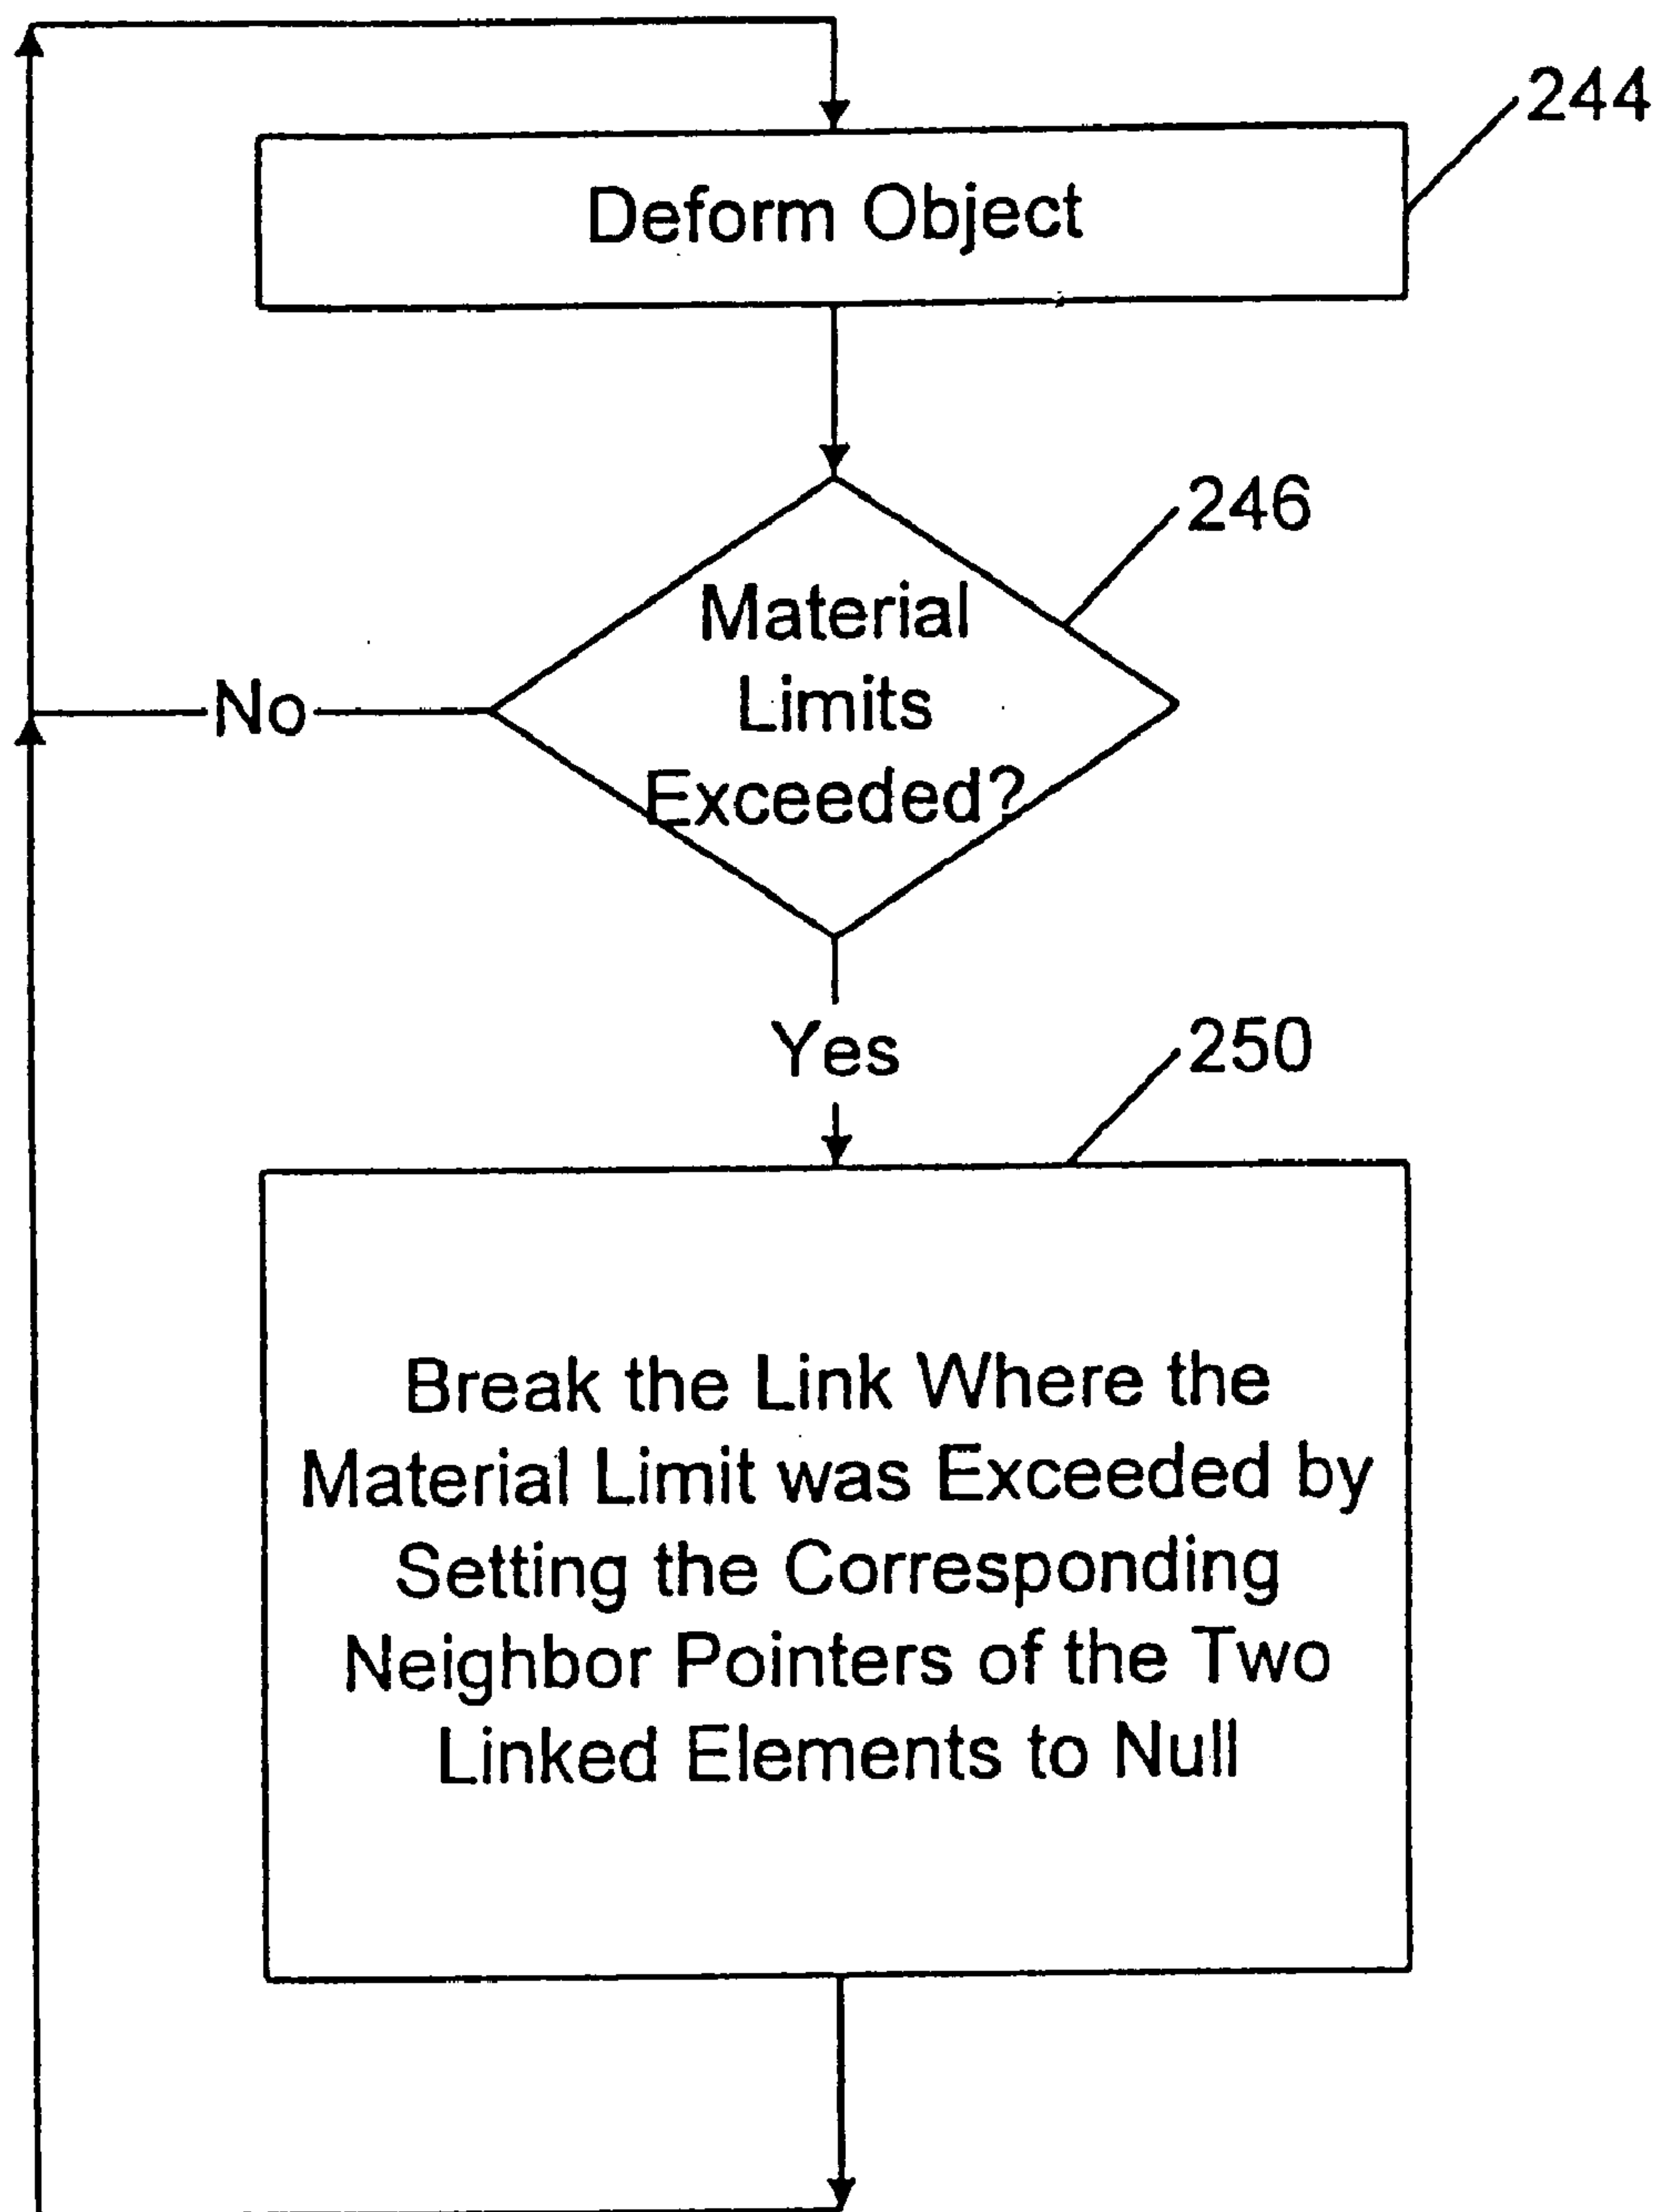 244
Deform Object
246
Material
Limits
Exceeded?
No
Yes
250
Break the Link Where the
Material Limit was Exceeded by
Setting the Corresponding
Neighbor Pointers of the Two
Linked Elements to Null